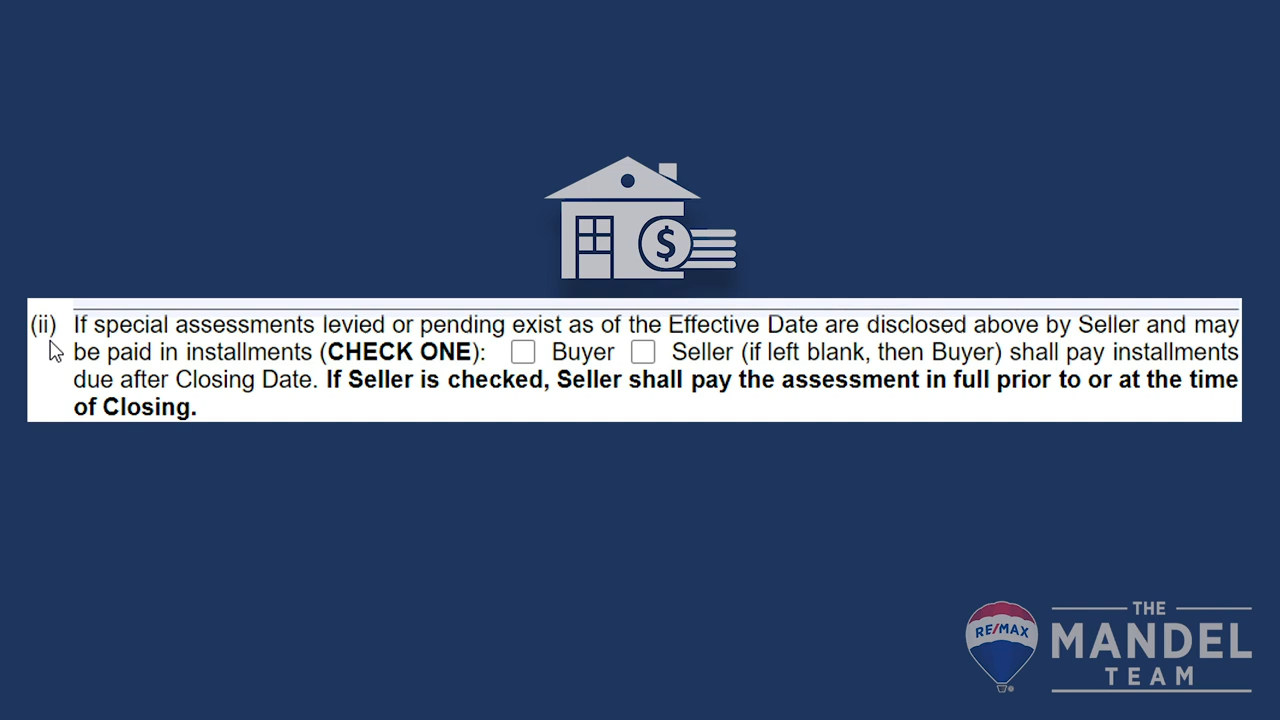 $
(ii) If special assessments levied or pending exist as of the Effective Date are disclosed above by Seller and may
be paid in installments (CHECK ONE): Buyer Seller (if left blank, then Buyer) shall pay installments
due after Closing Date. If Seller is checked, Seller shall pay the assessment in full prior to or at the time
of Closing.
THE
RE/MAX MANDEL
TEAM